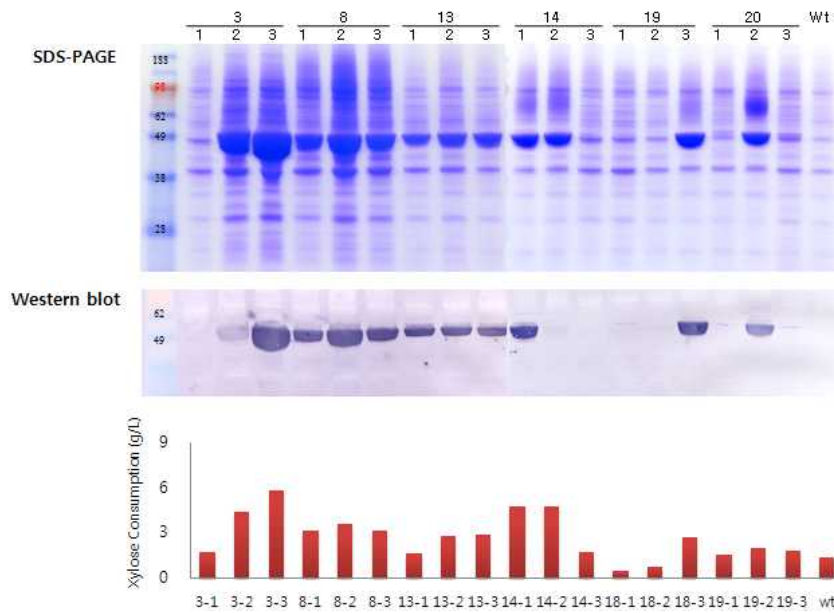 3 8 13 14 19 20 Wt
1 2 3 1 2 3 1 2 3 1 2 3 1 2 3 1 2 3
SDS-PAGE
98
62
49
38
28
Western blot
62
49
Xylose Consumption (g/L)
9
6
3
0
3-1 3-2 3-3 8-1 8-2 8-3 13-1 13-2 13-3 14-1 14-2 14-3 18-1 18-2 18-3 19-1 19-2 19-3 wt